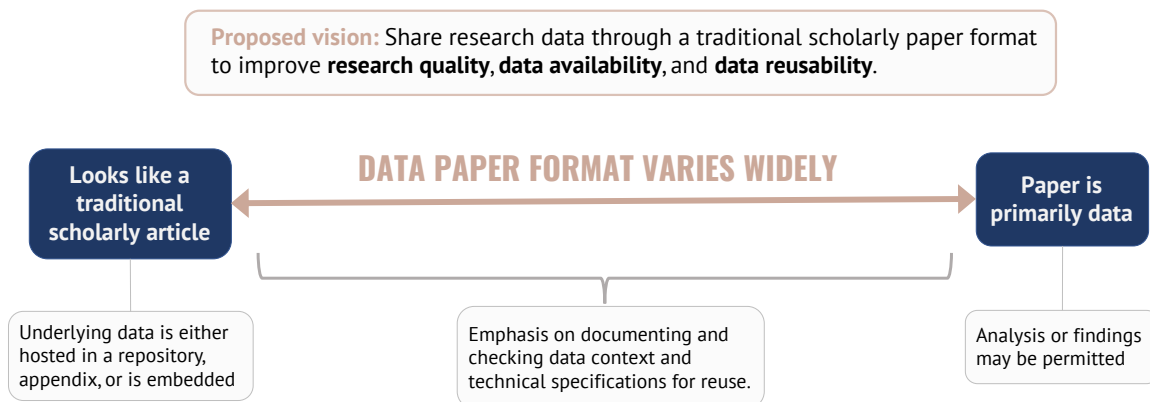 Proposed vision: Share research data through a traditional scholarly paper format
to improve research quality, data availability, and data reusability.
DATA PAPER FORMAT VARIES WIDELY
Looks like a
traditional
scholarly article
Paper is
primarily data
Underlying data is either
hosted in a repository,
appendix, or is embedded
Emphasis on documenting and
checking data context and
technical specifications for reuse.
Analysis or findings
may be permitted